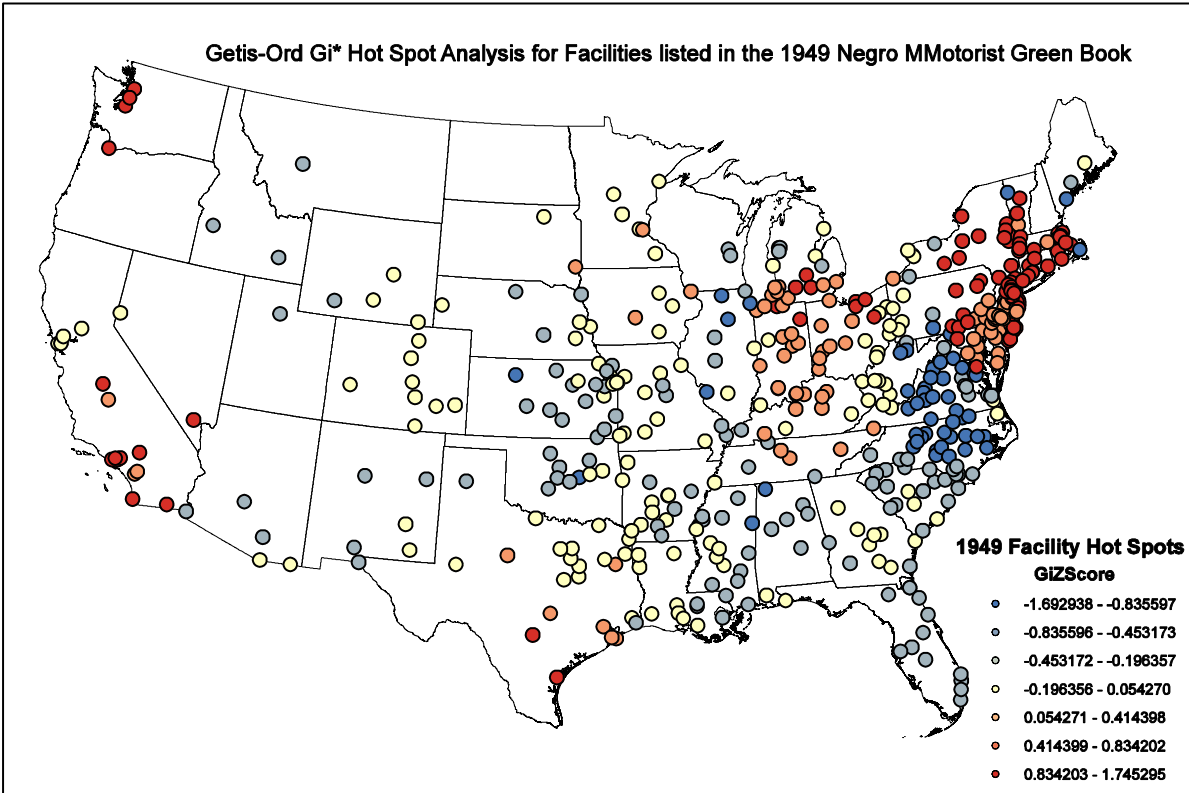 Getis-Ord Gi* Hot Spot Analysis for Facilities listed in the 1949 Negro MMotorist Green Book
1949 Facility Hot Spots
GiZScore
-1.692938 - -0.835597
-0.835596 - -0.453173
-0.453172 - -0.196357
-0.196356 - 0.054270
0.054271 - 0.414398
0.414399 - 0.834202
0.834203 - 1.745295